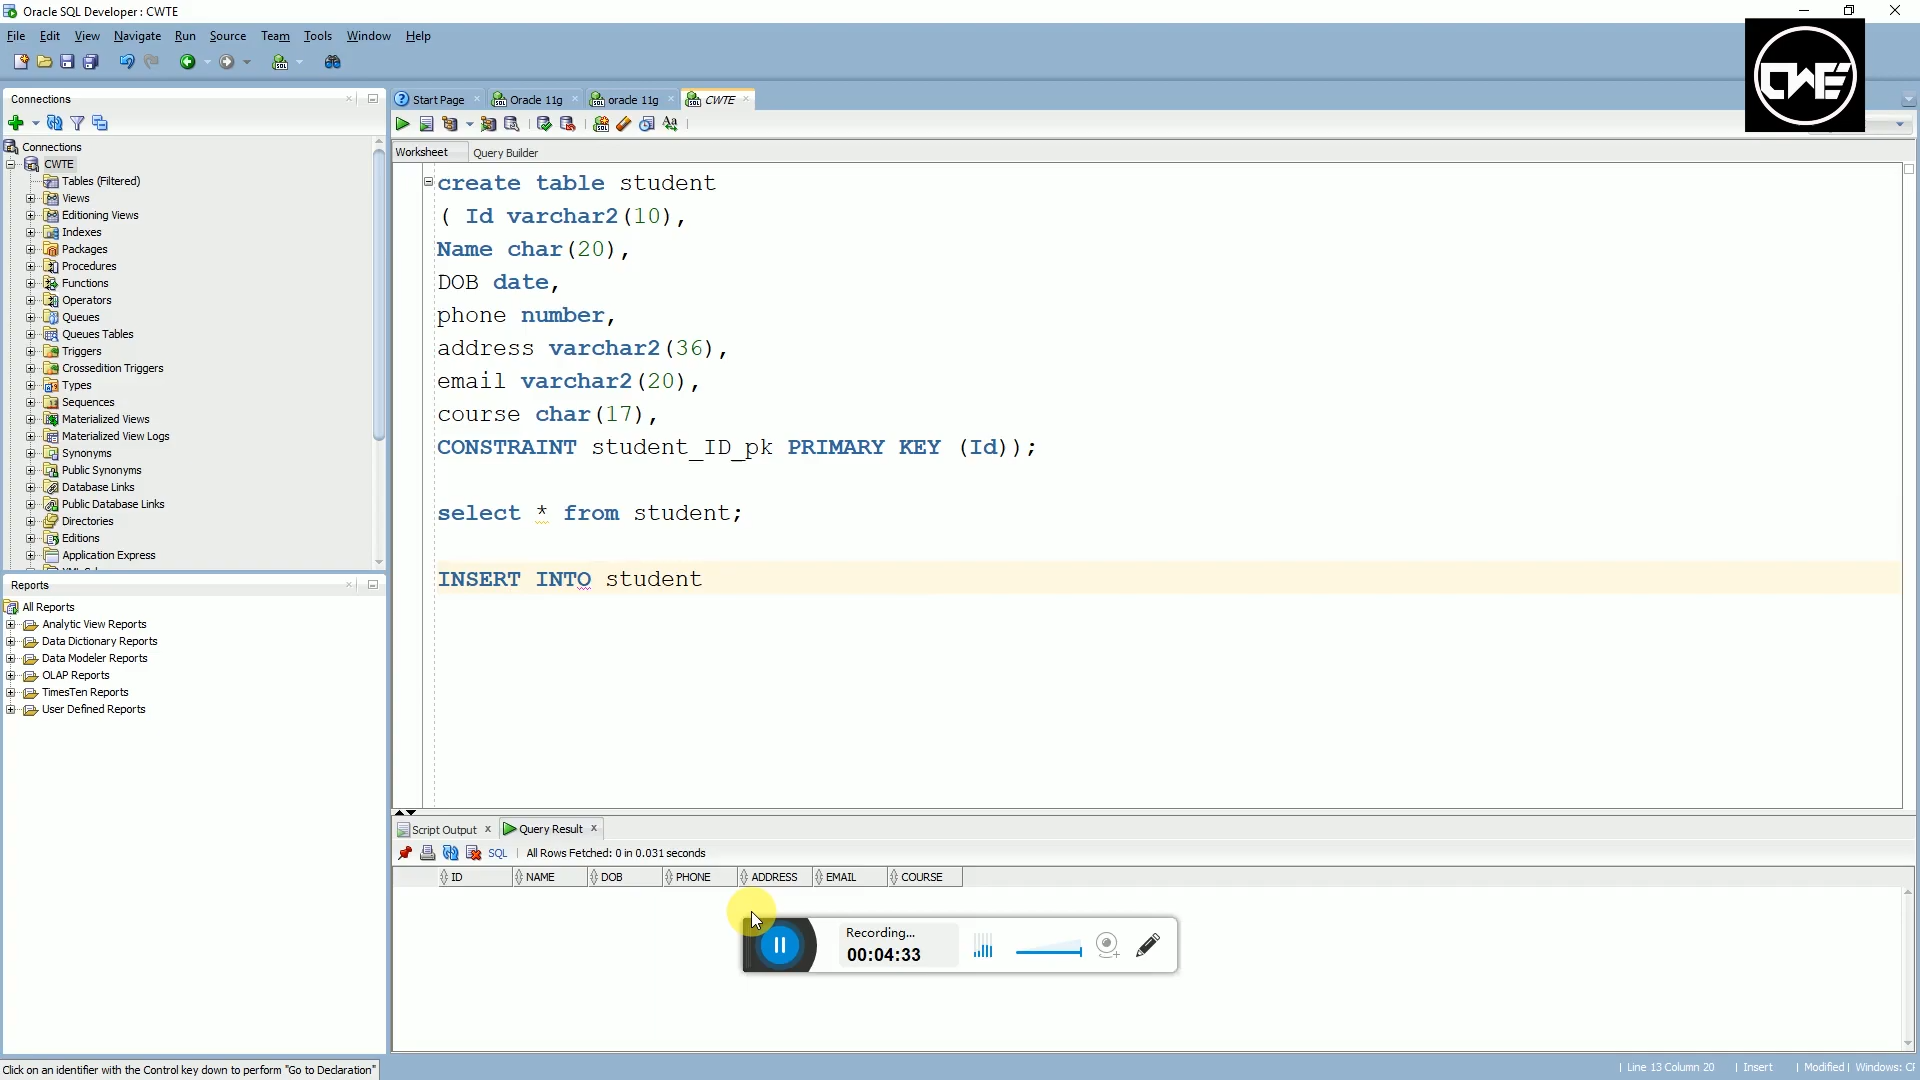 Oracle SQL Developer : CWTE
File Edit View Navigate Run Source Team Tools Window Help
CWE
Connections
Start Page Oracle 11g oracle 11g CWTE
Worksheet Query Builder
Connections
CWTE
Tables (Filtered)
Views
Editioning Views
Indexes
Packages
Procedures
Functions
Operators
Queues
Queues Tables
Triggers
Crossedition Triggers
Types
Sequences
Materialized Views
Materialized View Logs
Synonyms
Public Synonyms
Database Links
Public Database Links
Directories
Editions
Application Express
create table student
( Id varchar2(10),
Name char(20),
DOB date,
phone number,
address varchar2(36),
email varchar2(20),
course char(17),
CONSTRAINT student_ID_pk PRIMARY KEY (Id));
select * from student;
INSERT INTO student
Reports
All Reports
Analytic View Reports
Data Dictionary Reports
Data Modeler Reports
OLAP Reports
TimesTen Reports
User Defined Reports
Script Output Query Result
SQL All Rows Fetched: 0 in 0.031 seconds
ID NAME DOB PHONE ADDRESS EMAIL COURSE
Recording...
00:04:33
Click on an identifier with the Control key down to perform "Go to Declaration"
Line 13 Column 20 Insert Modified Windows: